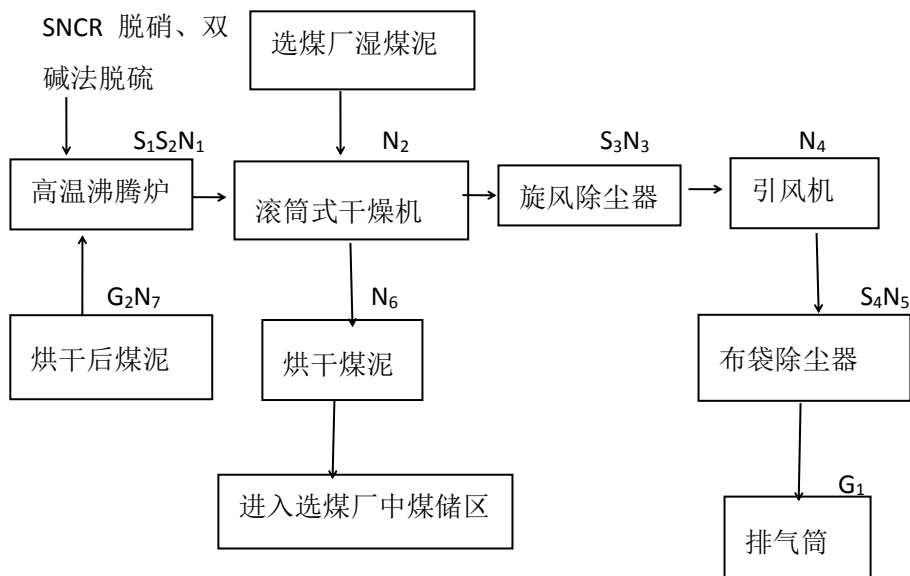 SNCR 脱硝、双
碱法脱硫
选煤厂湿煤泥
S₁S₂N₁
N₂
S₃N₃
N₄
高温沸腾炉
滚筒式干燥机
旋风除尘器
引风机
G₂N₇
N₆
S₄N₅
烘干后煤泥
烘干煤泥
布袋除尘器
进入选煤厂中煤储区
G₁
排气筒